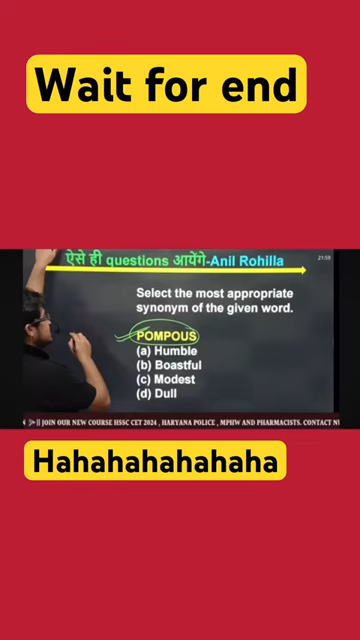 Wait for end
ऐसे ही questions आयेंगे-Anil Rohilla
21:59
Select the most appropriate
synonym of the given word.
POMPOUS
(a) Humble
(b) Boastful
(c) Modest
(d) Dull
JOIN OUR NEW COURSE HSSC CET 2024 , HARYANA POLICE , MPHW AND PHARMACISTS. CONTACT
Hahahahahahaha